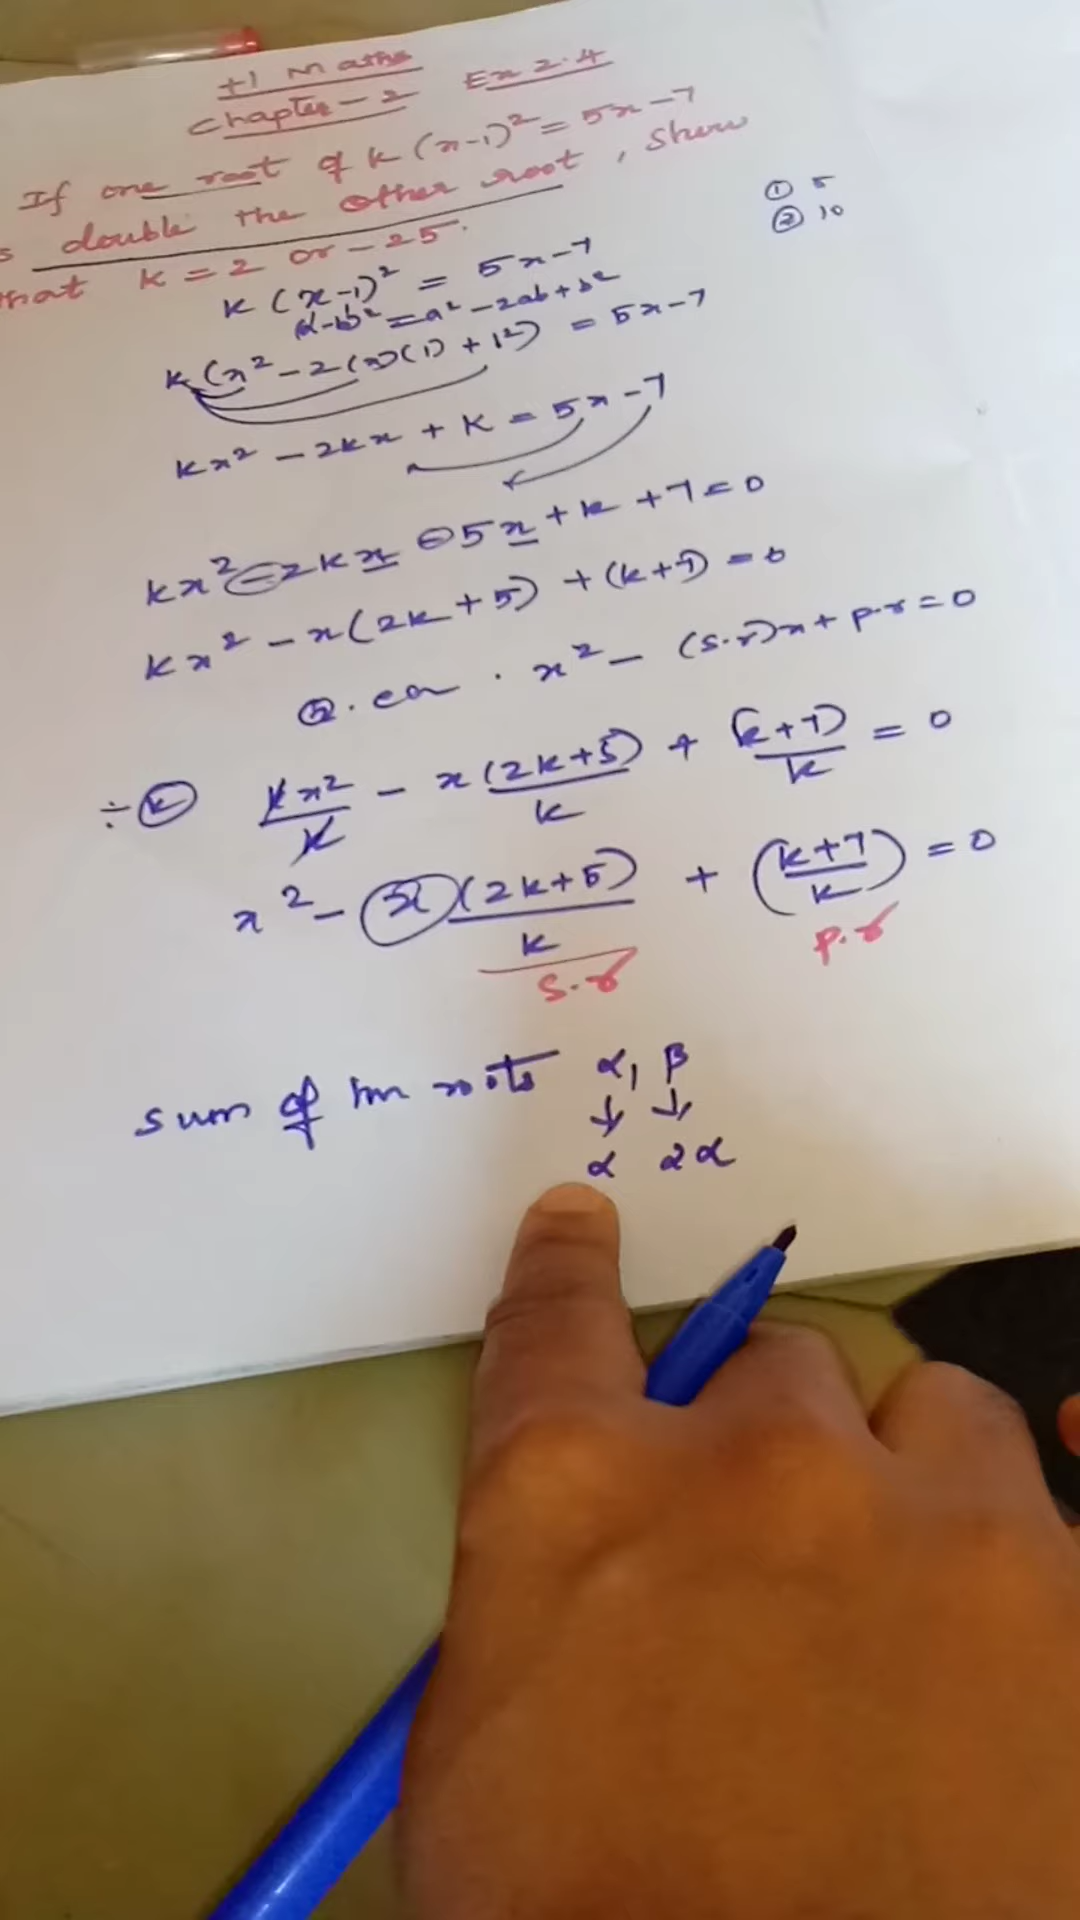 +1 Maths
Chapter - 2 Ex 2.4
If one root of k(x-1)² = 5x-7
s double the other root, Show
that k = 2 or -25.
① 5
② 10
k(x-1)² = 5x-7
(a-b)² = a² - 2ab + b²
k(x² - 2(x)(1) + 1²) = 5x-7
kx² - 2kx + k = 5x-7
kx² - 2kx - 5x + k + 7 = 0
kx² - x(2k+5) + (k+7) = 0
x² - (s.r)x + p.r = 0
÷ k kx²/k - x(2k+5)/k + (k+7)/k = 0
x² - x(2k+5)/k + (k+7/k) = 0
s.r p.r
sum of roots α, β
↓ ↓
α 2α